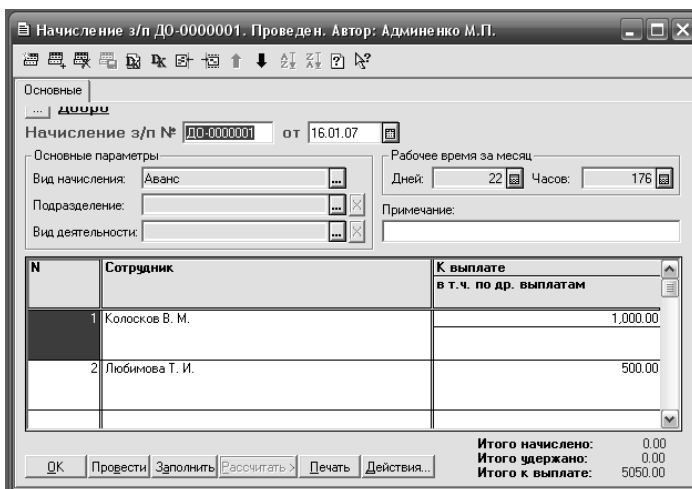 Начисление з/п ДО-0000001. Проведен. Автор: Админенко М.П.
Основные
... Добро
Начисление з/п № ДО-0000001 от 16.01.07
Основные параметры
Вид начисления: Аванс ...
Подразделение: ...
Вид деятельности: ...
Рабочее время за месяц
Дней: 22 Часов: 176
Примечание:
N Сотрудник К выплате
в т.ч. по др. выплатам
1 Колосков В. М. 1,000.00
2 Любимова Т. И. 500.00
Итого начислено: 0.00
Итого удержано: 0.00
Итого к выплате: 5050.00
OK Провести Заполнить Рассчитать > Печать Действия...